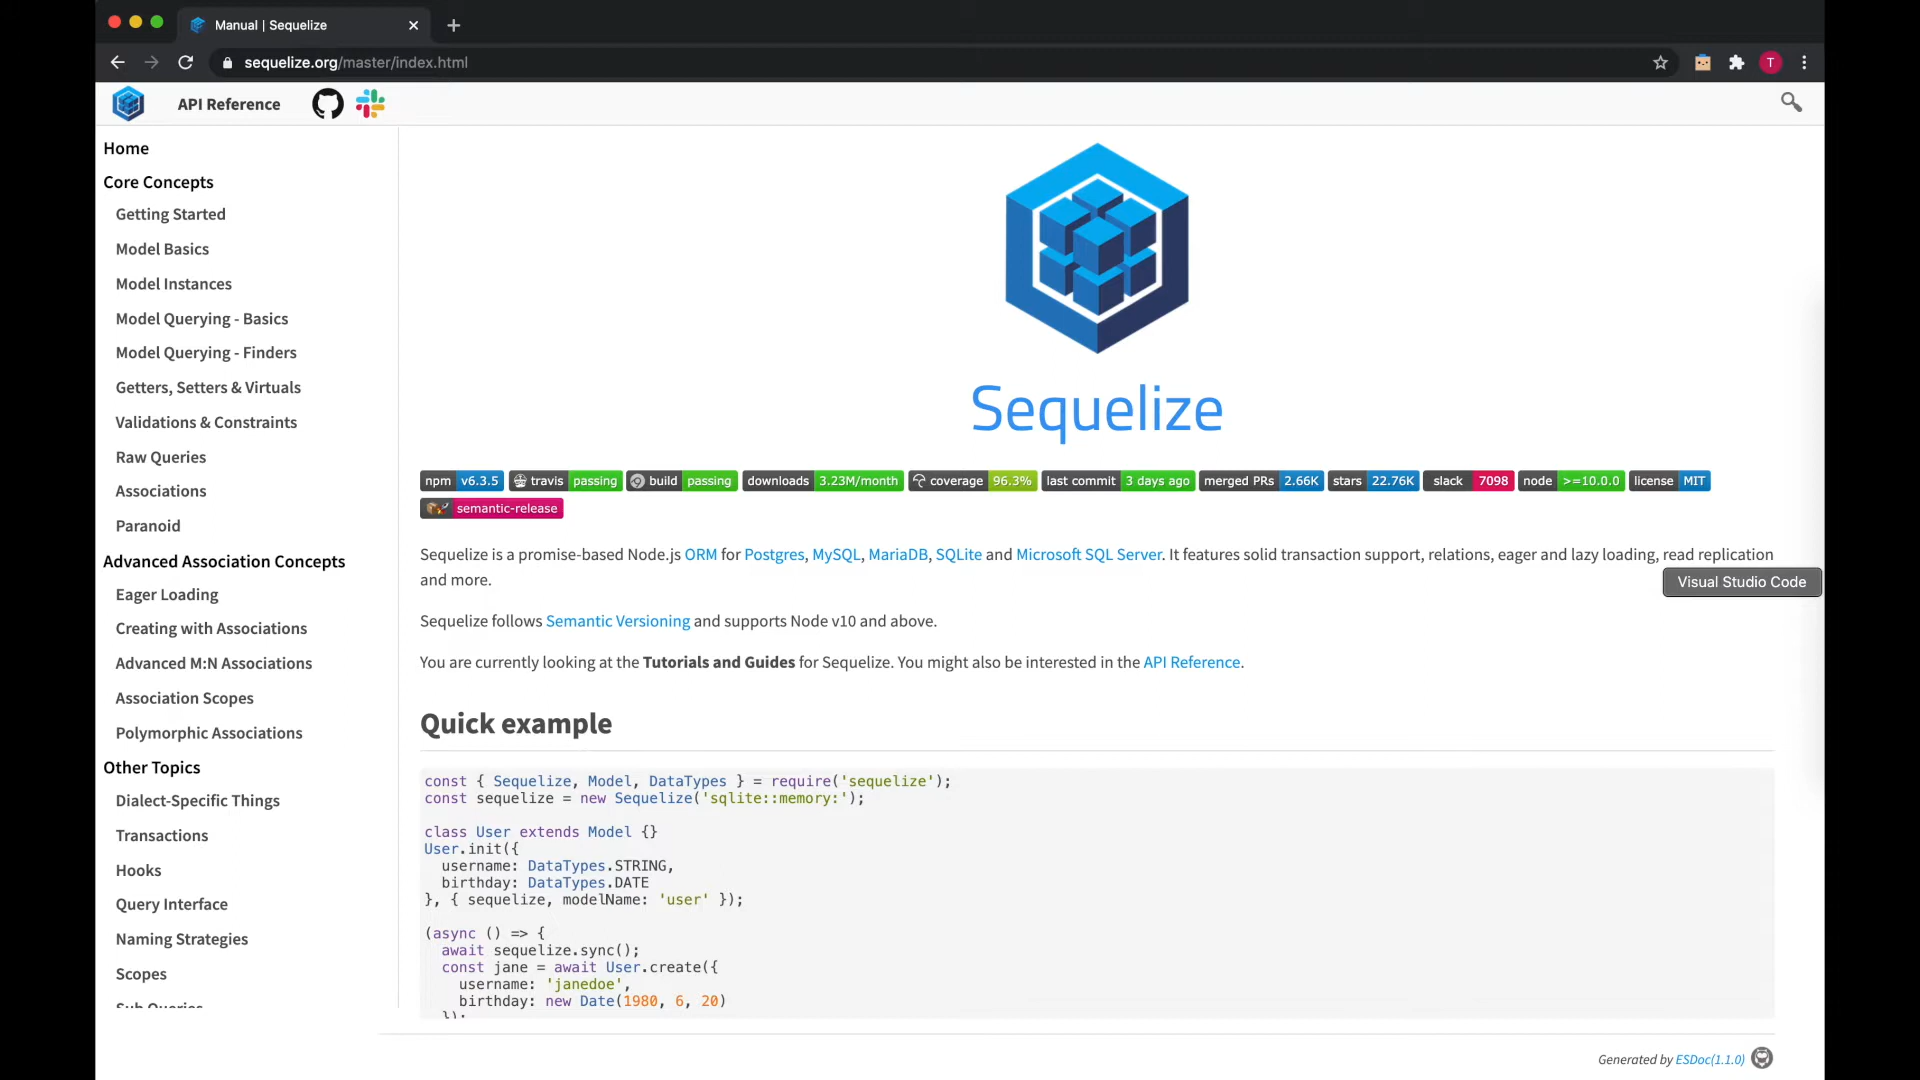 Manual | Sequelize
sequelize.org/master/index.html
T
API Reference
Home
Core Concepts
Getting Started
Model Basics
Model Instances
Model Querying - Basics
Model Querying - Finders
Getters, Setters & Virtuals
Validations & Constraints
Raw Queries
Associations
Paranoid
Advanced Association Concepts
Eager Loading
Creating with Associations
Advanced M:N Associations
Association Scopes
Polymorphic Associations
Other Topics
Dialect-Specific Things
Transactions
Hooks
Query Interface
Naming Strategies
Scopes
Sub Queries
Sequelize
npm v6.3.5 travis passing build passing downloads 3.23M/month coverage 96.3% last commit 3 days ago merged PRs 2.66K stars 22.76K slack 7098 node >=10.0.0 license MIT
semantic-release
Sequelize is a promise-based Node.js ORM for Postgres, MySQL, MariaDB, SQLite and Microsoft SQL Server. It features solid transaction support, relations, eager and lazy loading, read replication
and more.
Visual Studio Code
Sequelize follows Semantic Versioning and supports Node v10 and above.
You are currently looking at the Tutorials and Guides for Sequelize. You might also be interested in the API Reference.
Quick example
const { Sequelize, Model, DataTypes } = require('sequelize');
const sequelize = new Sequelize('sqlite::memory:');
class User extends Model {}
User.init({
username: DataTypes.STRING,
birthday: DataTypes.DATE
}, { sequelize, modelName: 'user' });
(async () => {
await sequelize.sync();
const jane = await User.create({
username: 'janedoe',
birthday: new Date(1980, 6, 20)
});
Generated by ESDoc(1.1.0)